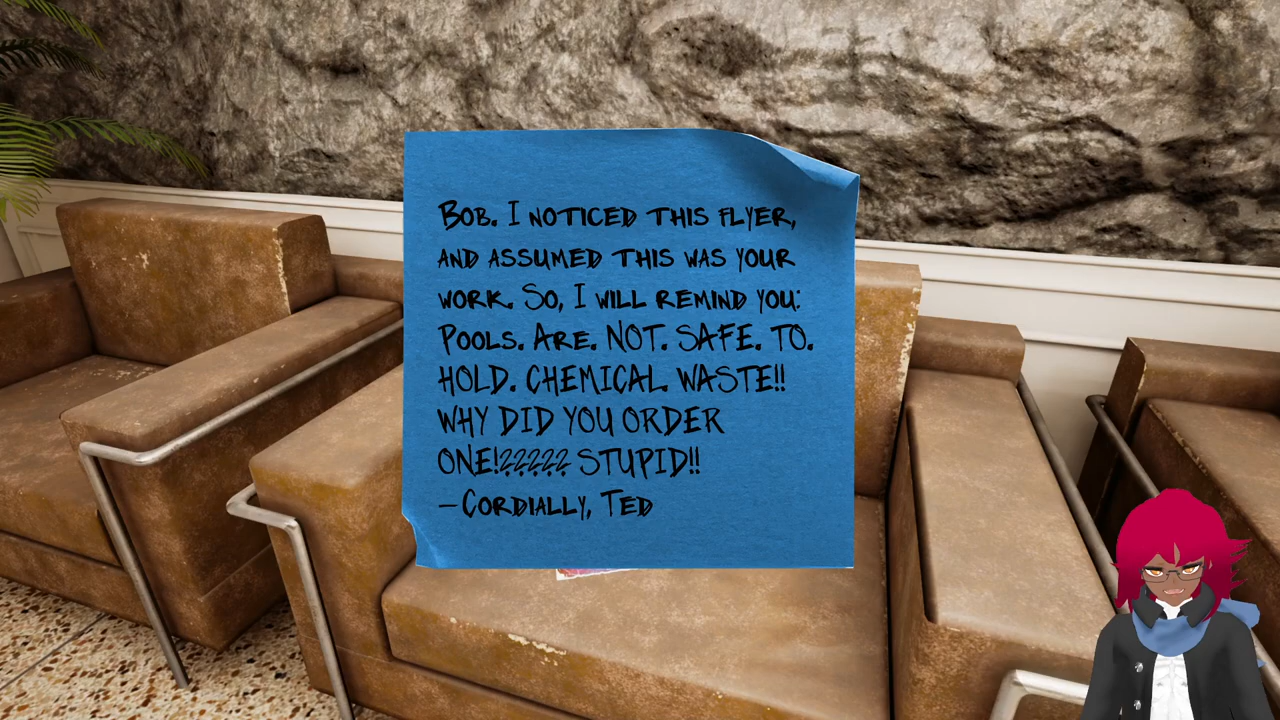 Bob. I noticed this flyer,
and assumed this was your
work. So, I will remind you:
Pools. Are. NOT. SAFE. TO.
HOLD. CHEMICAL WASTE!!
WHY DID YOU ORDER
ONE!????? STUPID!!
-Cordially, Ted